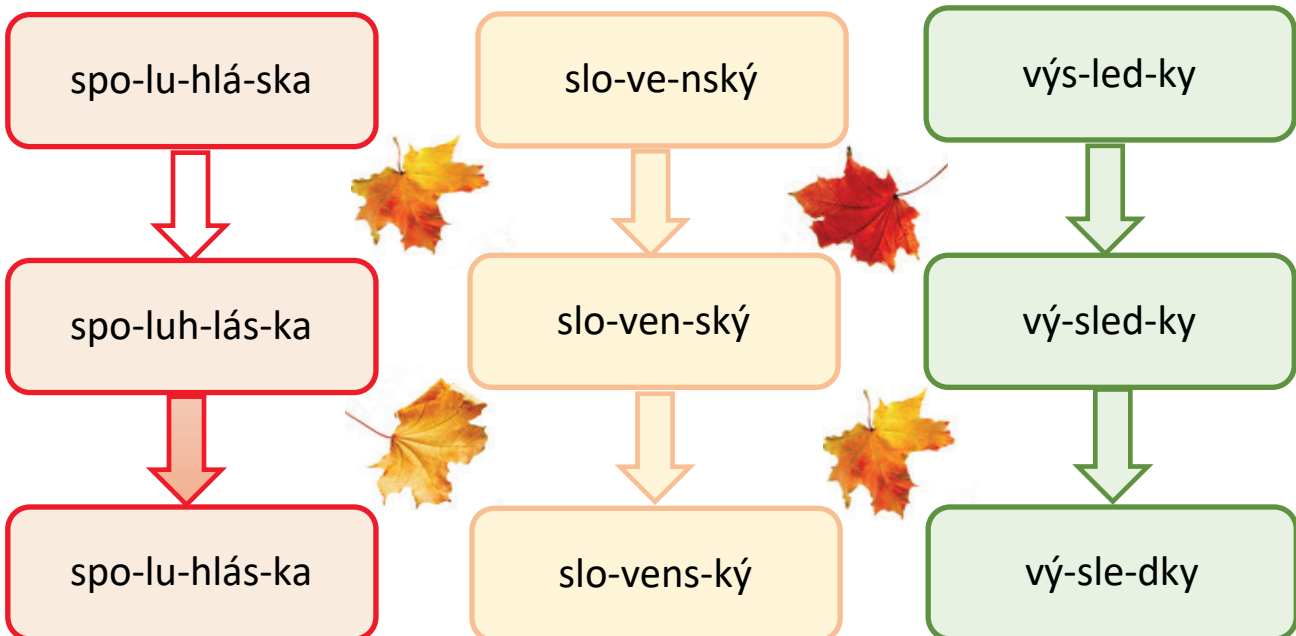 spo-lu-hlá-ska
slo-ve-nský
výs-led-ky
spo-luh-lás-ka
slo-ven-ský
vý-sled-ky
spo-lu-hlás-ka
slo-vens-ký
vý-sle-dky